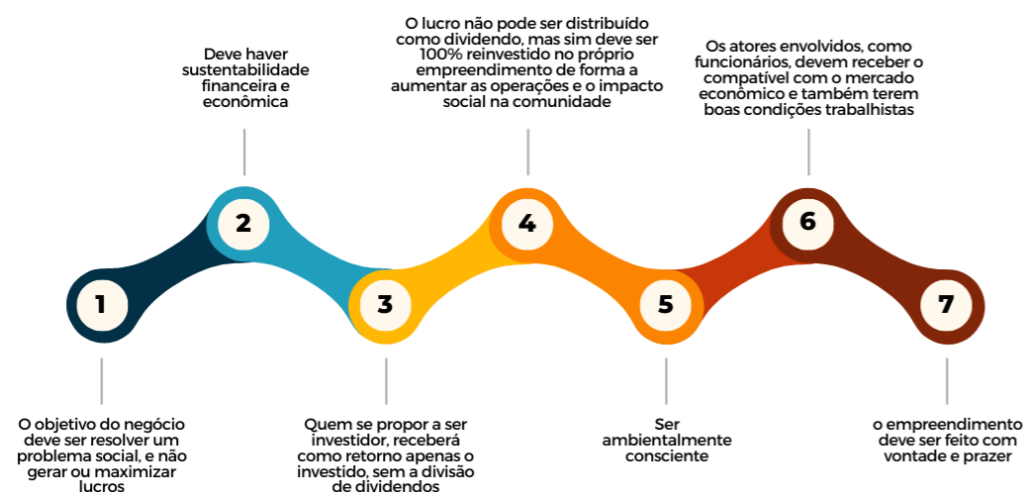 1
O objetivo do negócio
deve ser resolver um
problema social, e não
gerar ou maximizar
lucros
2
Deve haver
sustentabilidade
financeira e
econômica
3
Quem se propor a ser
investidor, receberá
como retorno apenas o
investido, sem a divisão
de dividendos
4
O lucro não pode ser distribuído
como dividendo, mas sim deve ser
100% reinvestido no próprio
empreendimento de forma a
aumentar as operações e o impacto
social na comunidade
5
Ser
ambientalmente
consciente
6
Os atores envolvidos, como
funcionários, devem receber o
compatível com o mercado
econômico e também terem
boas condições trabalhistas
7
o empreendimento
deve ser feito com
vontade e prazer